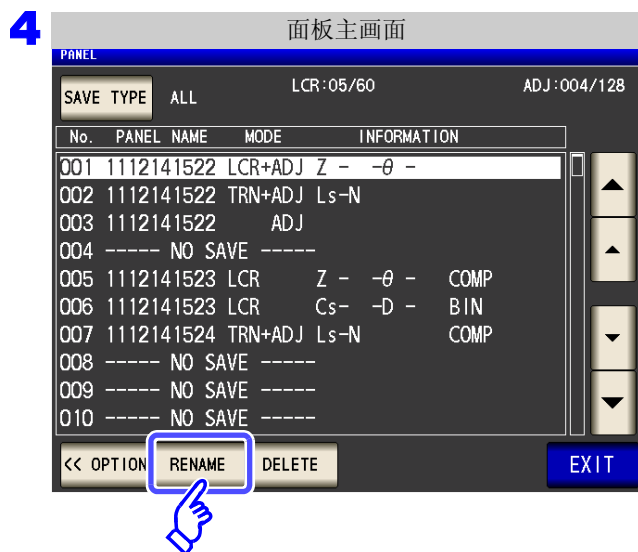 4
面板主画面
PANEL
SAVE TYPE ALL LCR:05/60 ADJ:004/128
No. PANEL NAME MODE INFORMATION
001 1112141522 LCR+ADJ Z - -θ -
002 1112141522 TRN+ADJ Ls-N
003 1112141522 ADJ
004 ----- NO SAVE -----
005 1112141523 LCR Z - -θ - COMP
006 1112141523 LCR Cs- -D - BIN
007 1112141524 TRN+ADJ Ls-N COMP
008 ----- NO SAVE -----
009 ----- NO SAVE -----
010 ----- NO SAVE -----
<< OPTION RENAME DELETE EXIT